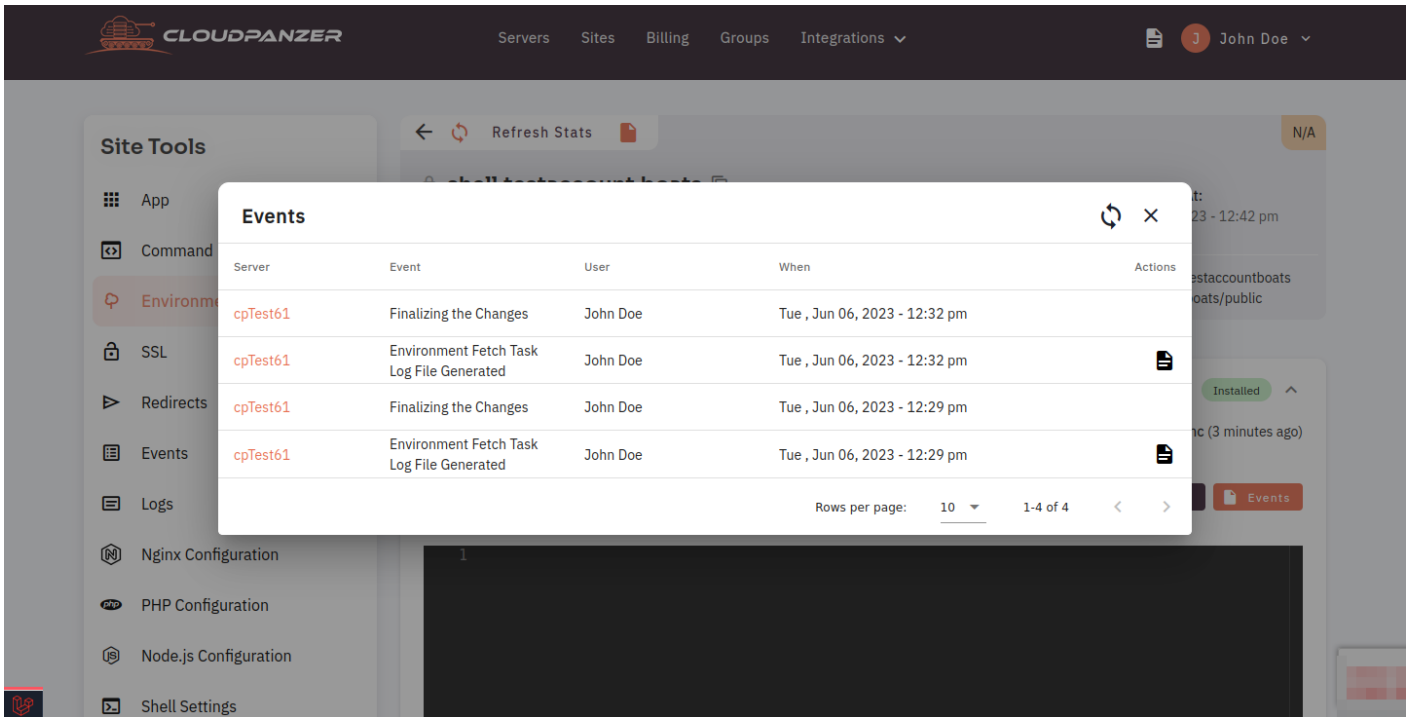 CLOUDPANZER
Servers Sites Billing Groups Integrations
J John Doe
Site Tools
Refresh Stats
N/A
App
23 - 12:42 pm
Command
Events
Server Event User When Actions
cpTest61 Finalizing the Changes John Doe Tue , Jun 06, 2023 - 12:32 pm
cpTest61 Environment Fetch Task John Doe Tue , Jun 06, 2023 - 12:32 pm
Log File Generated
cpTest61 Finalizing the Changes John Doe Tue , Jun 06, 2023 - 12:29 pm
cpTest61 Environment Fetch Task John Doe Tue , Jun 06, 2023 - 12:29 pm
Log File Generated
Rows per page: 10 1-4 of 4
estaccountboats
oats/public
Installed
(3 minutes ago)
Events
SSL
Redirects
Events
Logs
Nginx Configuration
php PHP Configuration
JS Node.js Configuration
Shell Settings
1